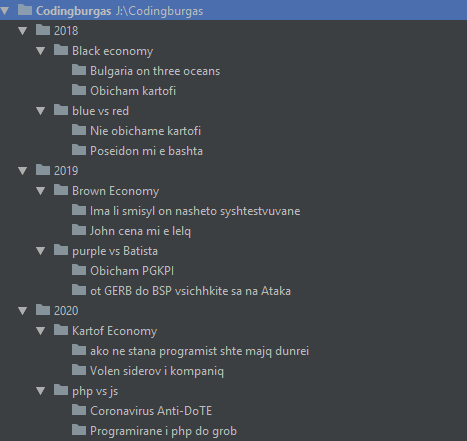 Codingburgas J:\Codingburgas
2018
Black economy
Bulgaria on three oceans
Obicham kartofi
blue vs red
Nie obichame kartofi
Poseidon mi e bashta
2019
Brown Economy
Ima li smisyl on nasheto syshtestvuvane
John cena mi e lelq
purple vs Batista
Obicham PGKPI
ot GERB do BSP vsichhkite sa na Ataka
2020
Kartof Economy
ako ne stana programist shte majq dunrei
Volen siderov i kompaniq
php vs js
Coronavirus Anti-DoTE
Programirane i php do grob